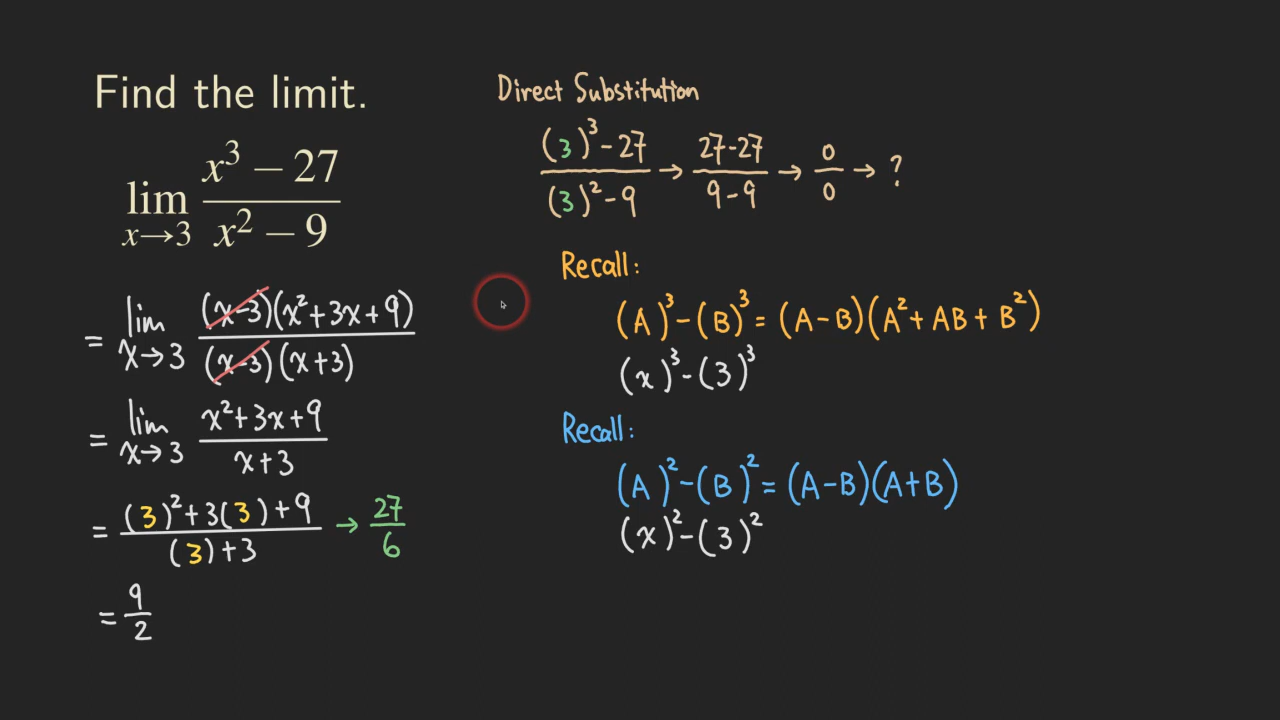 Find the limit.
lim x→3 (x³ − 27)/(x² − 9)
= lim x→3 ((x−3)(x²+3x+9))/((x−3)(x+3))
= lim x→3 (x²+3x+9)/(x+3)
= ((3)²+3(3)+9)/((3)+3) → 27/6
= 9/2
Direct Substitution
((3)³−27)/((3)²−9) → (27−27)/(9−9) → 0/0 → ?
Recall:
(A)³−(B)³=(A−B)(A²+AB+B²)
(x)³−(3)³
Recall:
(A)²−(B)²=(A−B)(A+B)
(x)²−(3)²